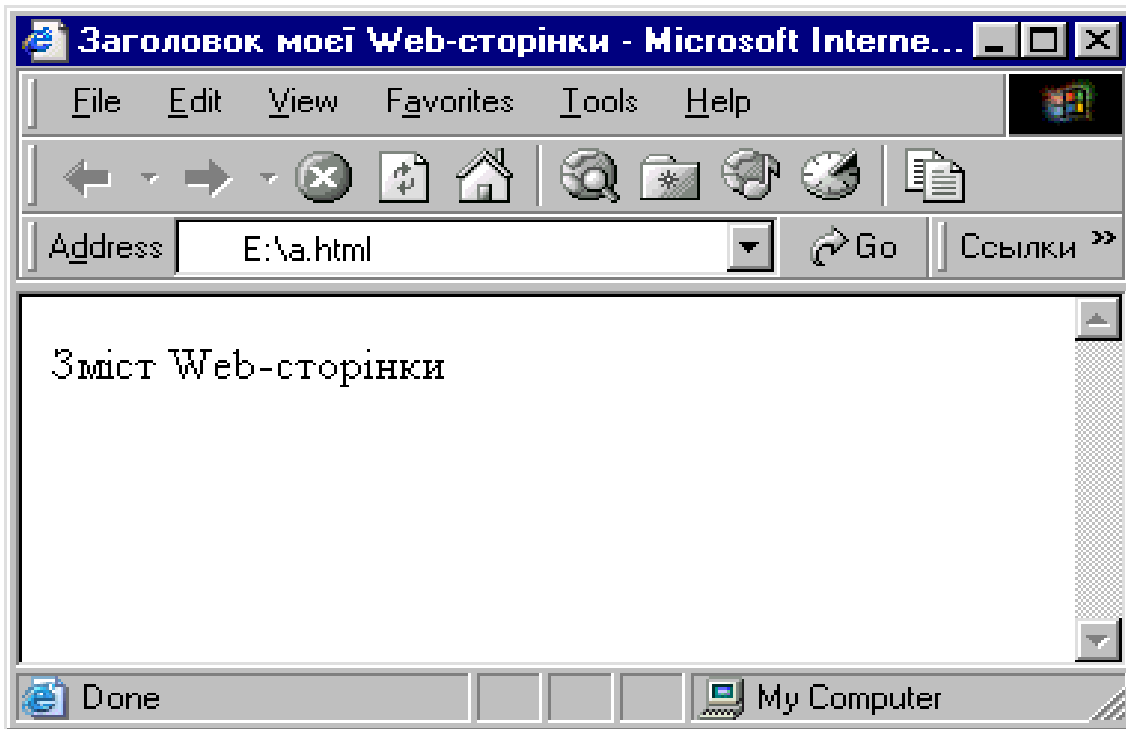 Заголовок моєї Web-сторінки - Microsoft Interne...
File Edit View Favorites Tools Help
Address E:\a.html Go Ссылки »
Зміст Web-сторінки
Done My Computer